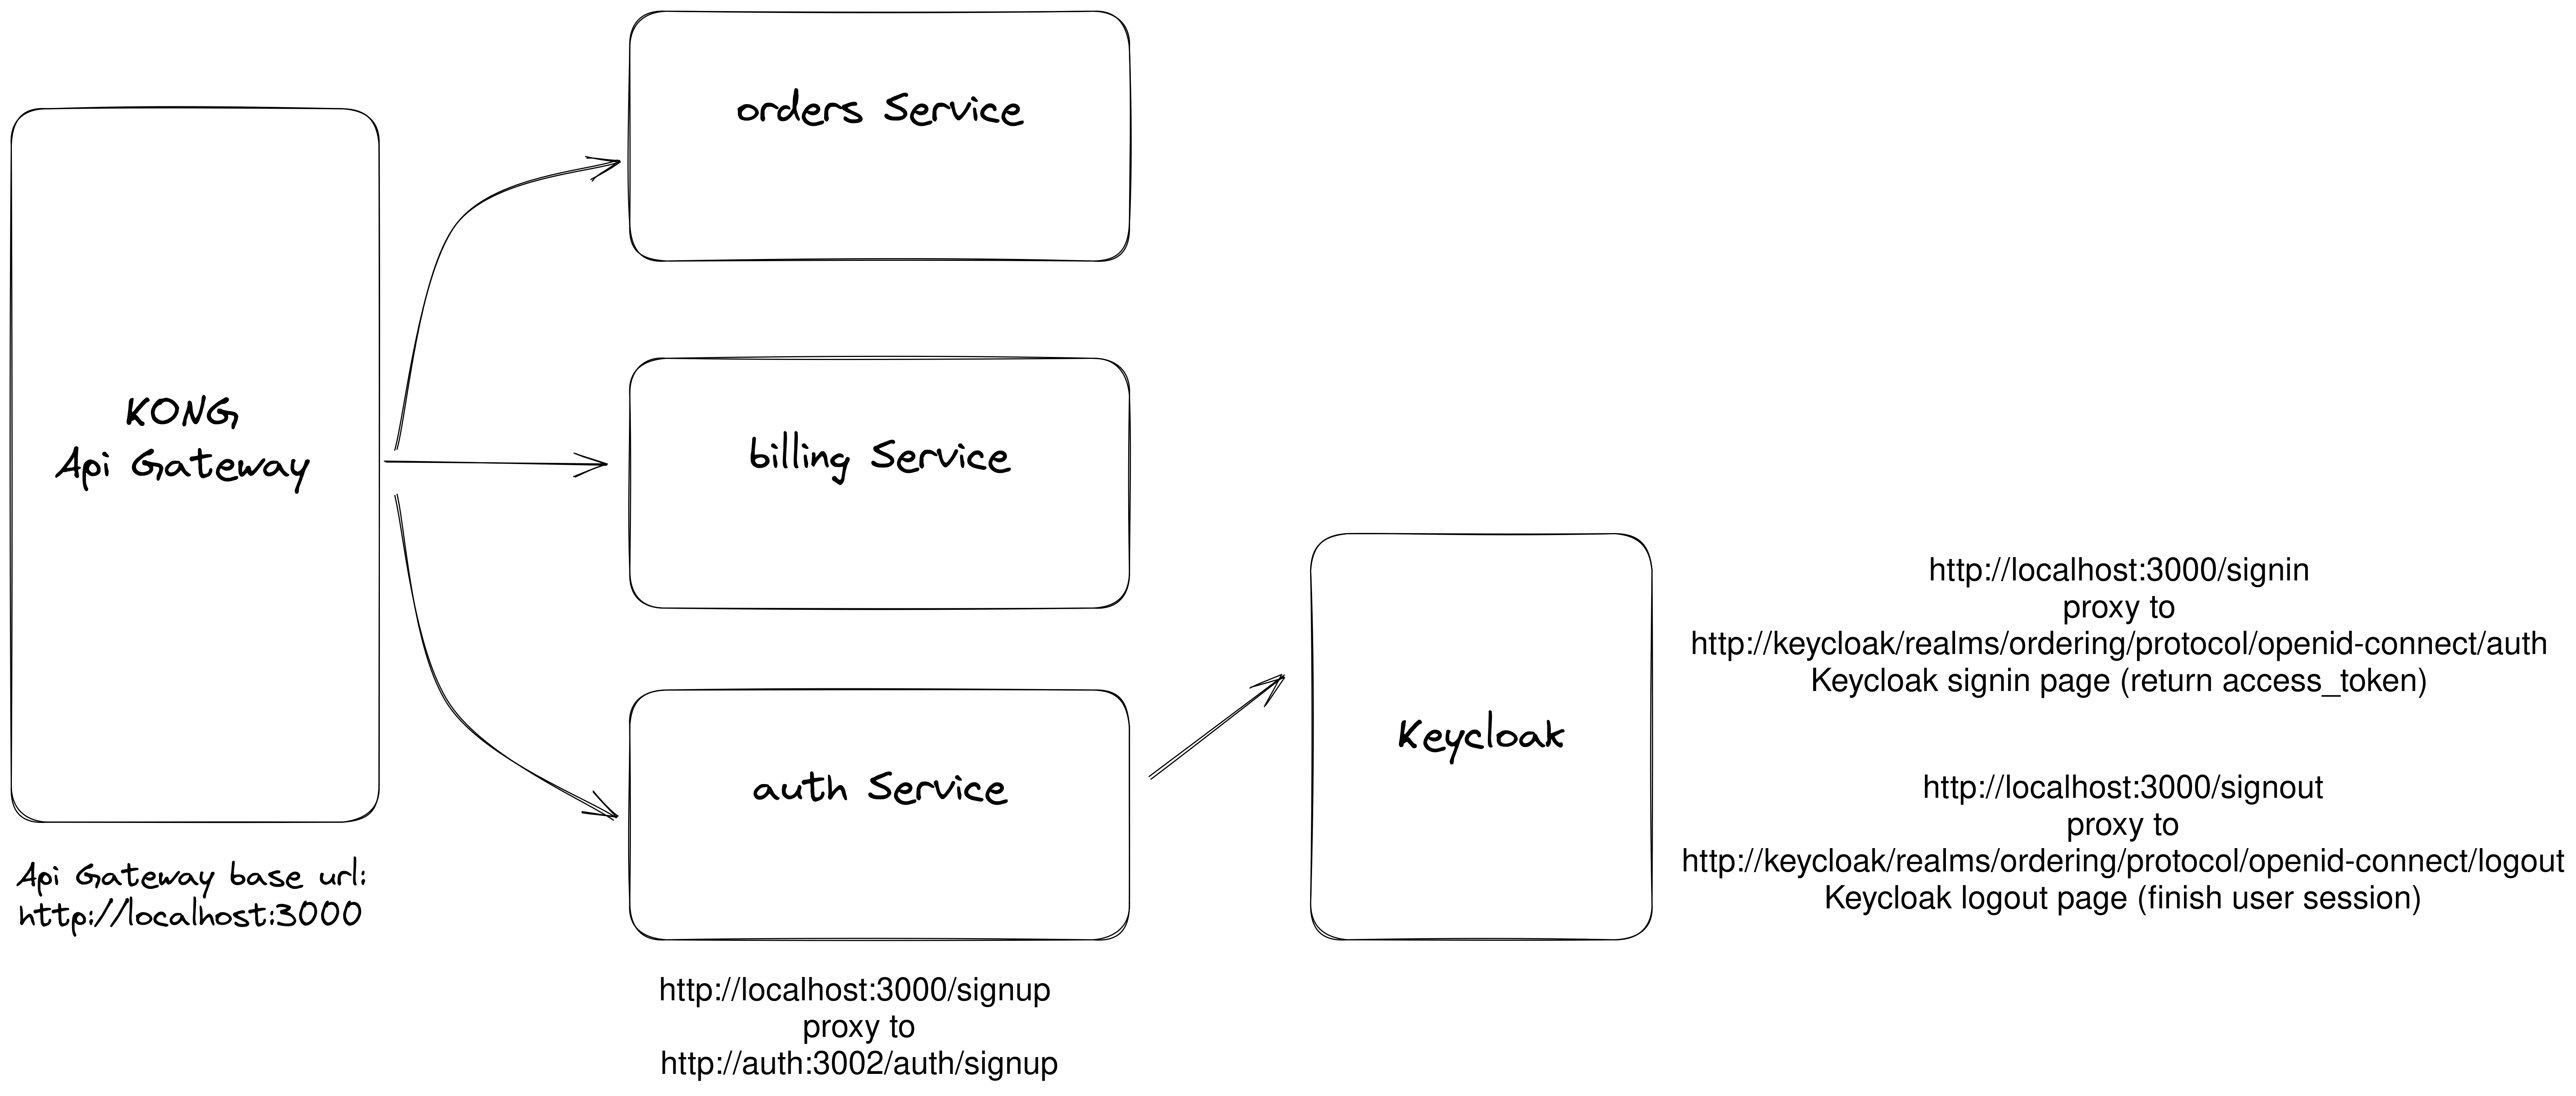 orders Service
KONG
Api Gateway
billing Service
auth Service
Keycloak
Api Gateway base url:
http://localhost:3000
http://localhost:3000/signup
proxy to
http://auth:3002/auth/signup
http://localhost:3000/signin
proxy to
http://keycloak/realms/ordering/protocol/openid-connect/auth
Keycloak signin page (return access_token)
http://localhost:3000/signout
proxy to
http://keycloak/realms/ordering/protocol/openid-connect/logout
Keycloak logout page (finish user session)